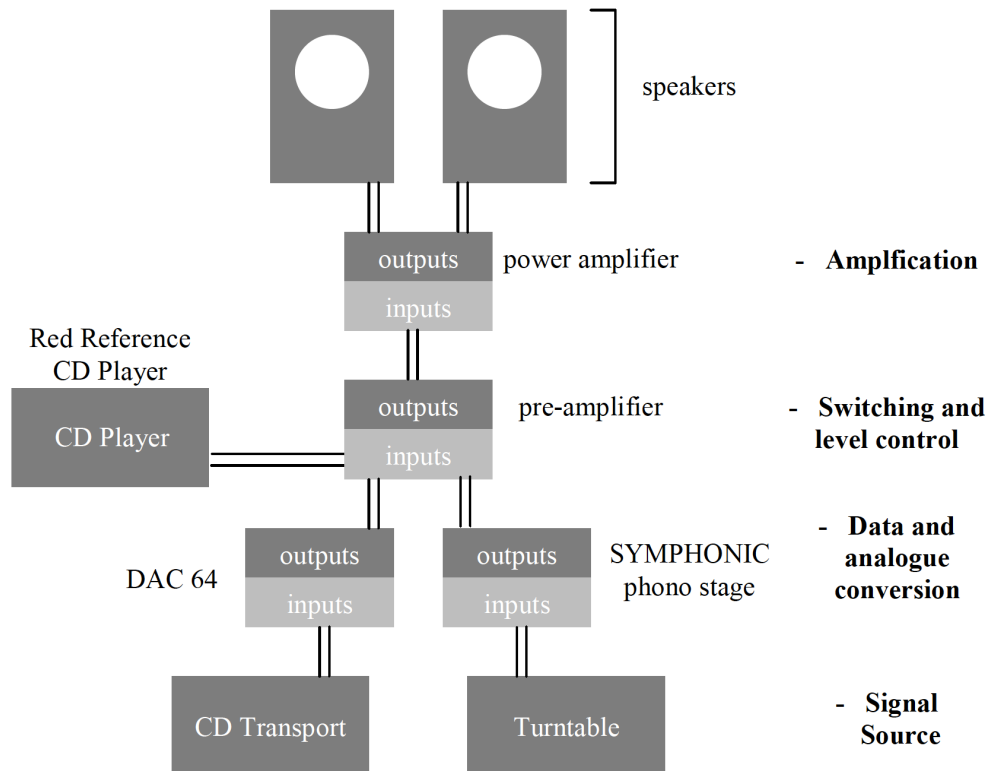 speakers
outputs
inputs
power amplifier
- Amplfication
Red Reference
CD Player
CD Player
outputs
inputs
pre-amplifier
- Switching and
level control
DAC 64
outputs
inputs
outputs
inputs
SYMPHONIC
phono stage
- Data and
analogue
conversion
CD Transport
Turntable
- Signal
Source